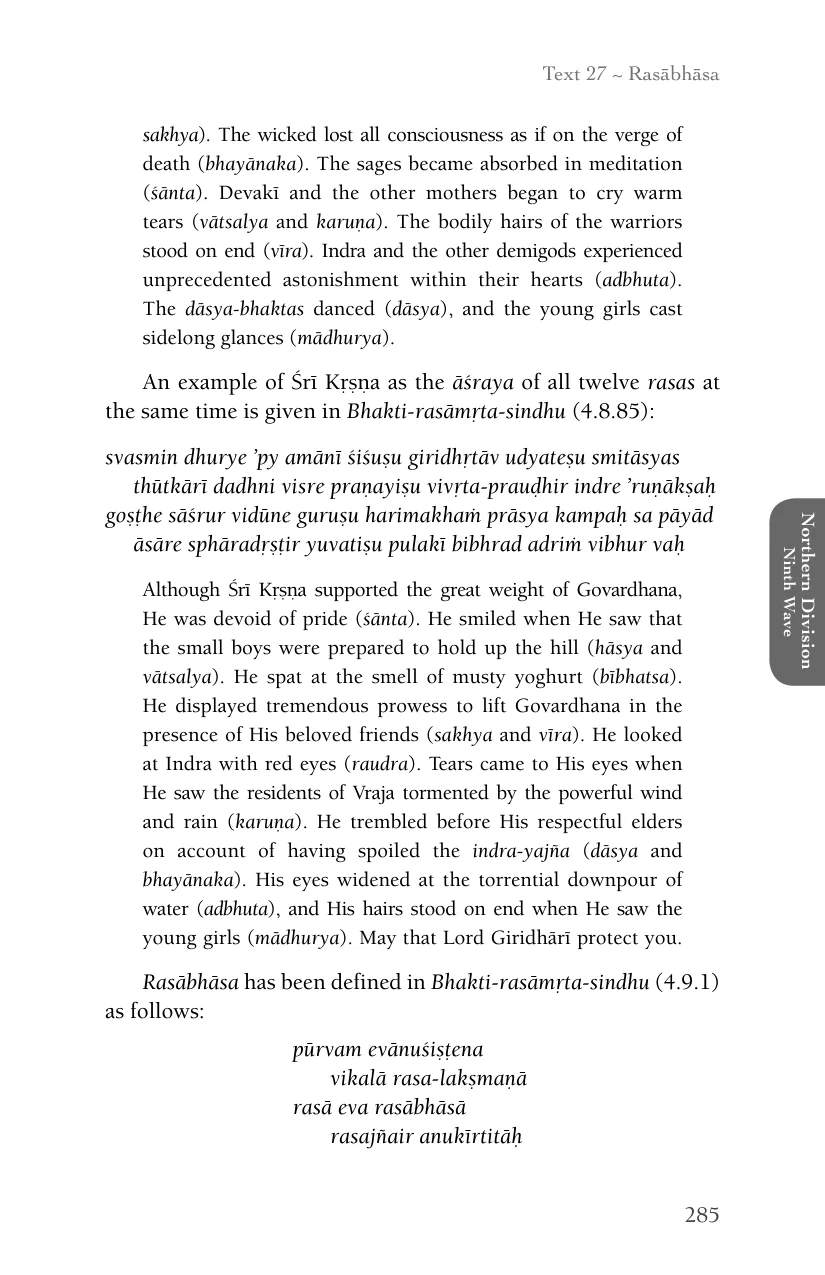 Text 27 ~ Rasābhāsa
sakhya). The wicked lost all consciousness as if on the verge of
death (bhayānaka). The sages became absorbed in meditation
(śānta). Devakī and the other mothers began to cry warm
tears (vātsalya and karuṇa). The bodily hairs of the warriors
stood on end (vīra). Indra and the other demigods experienced
unprecedented astonishment within their hearts (adbhuta).
The dāsya-bhaktas danced (dāsya), and the young girls cast
sidelong glances (mādhurya).
An example of Śrī Kṛṣṇa as the āśraya of all twelve rasas at
the same time is given in Bhakti-rasāmṛta-sindhu (4.8.85):
svasmin dhurye ’py amānī śiśuṣu giridhṛtāv udyateṣu smitāsyas
thūtkārī dadhni visre praṇayiṣu vivṛta-prauḍhir indre ’ruṇākṣaḥ
goṣṭhe sāśrur vidūne guruṣu harimakhaṁ prāsya kampaḥ sa pāyād
āsāre sphāradṛṣṭir yuvatiṣu pulakī bibhrad adriṁ vibhur vaḥ
Although Śrī Kṛṣṇa supported the great weight of Govardhana,
He was devoid of pride (śānta). He smiled when He saw that
the small boys were prepared to hold up the hill (hāsya and
vātsalya). He spat at the smell of musty yoghurt (bībhatsa).
He displayed tremendous prowess to lift Govardhana in the
presence of His beloved friends (sakhya and vīra). He looked
at Indra with red eyes (raudra). Tears came to His eyes when
He saw the residents of Vraja tormented by the powerful wind
and rain (karuṇa). He trembled before His respectful elders
on account of having spoiled the indra-yajña (dāsya and
bhayānaka). His eyes widened at the torrential downpour of
water (adbhuta), and His hairs stood on end when He saw the
young girls (mādhurya). May that Lord Giridhārī protect you.
Rasābhāsa has been defined in Bhakti-rasāmṛta-sindhu (4.9.1)
as follows:
pūrvam evānuśiṣṭena
vikalā rasa-lakṣmaṇā
rasā eva rasābhāsā
rasajñair anukīrtitāḥ
Northern Division
Ninth Wave
285